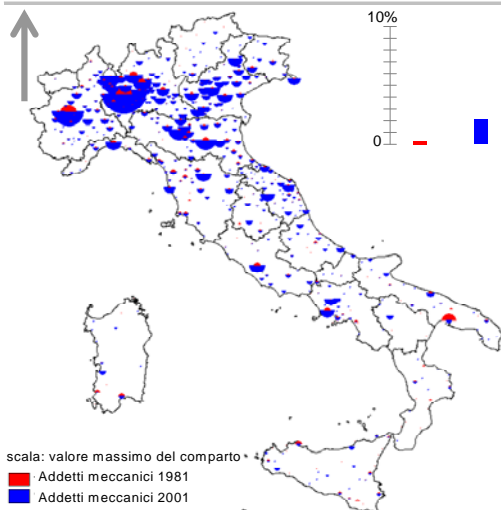 10%
0
scala: valore massimo del comparto
Addetti meccanici 1981
Addetti meccanici 2001